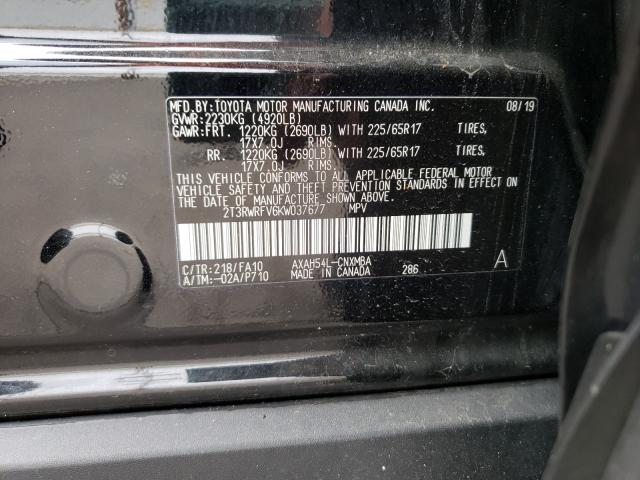 MFD.BY:TOYOTA MOTOR MANUFACTURING CANADA INC. 08/19
GVWR:2230KG (4920LB)
GAWR:FRT. 1220KG (2690LB) WITH 225/65R17 TIRES,
17X7.0J RIMS.
RR. 1220KG (2690LB) WITH 225/65R17 TIRES,
17X7.0J RIMS.
THIS VEHICLE CONFORMS TO ALL APPLICABLE FEDERAL MOTOR
VEHICLE SAFETY AND THEFT PREVENTION STANDARDS IN EFFECT
ON THE DATE OF MANUFACTURE SHOWN ABOVE.
2T3RWRFV6KW037677 MPV
C/TR:218/FA10 AXAH54L-CNXMBA 286 A
A/TM:-02A/P710 MADE IN CANADA